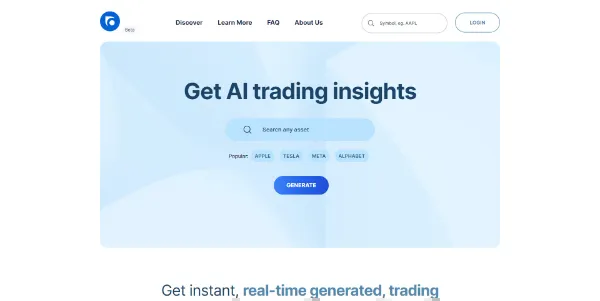 Beta
Discover Learn More FAQ About Us
Symbol, eg. AAPL
LOGIN
Get AI trading insights
Search any asset
Popular: APPLE TESLA META ALPHABET
GENERATE
Get instant, real-time generated, trading